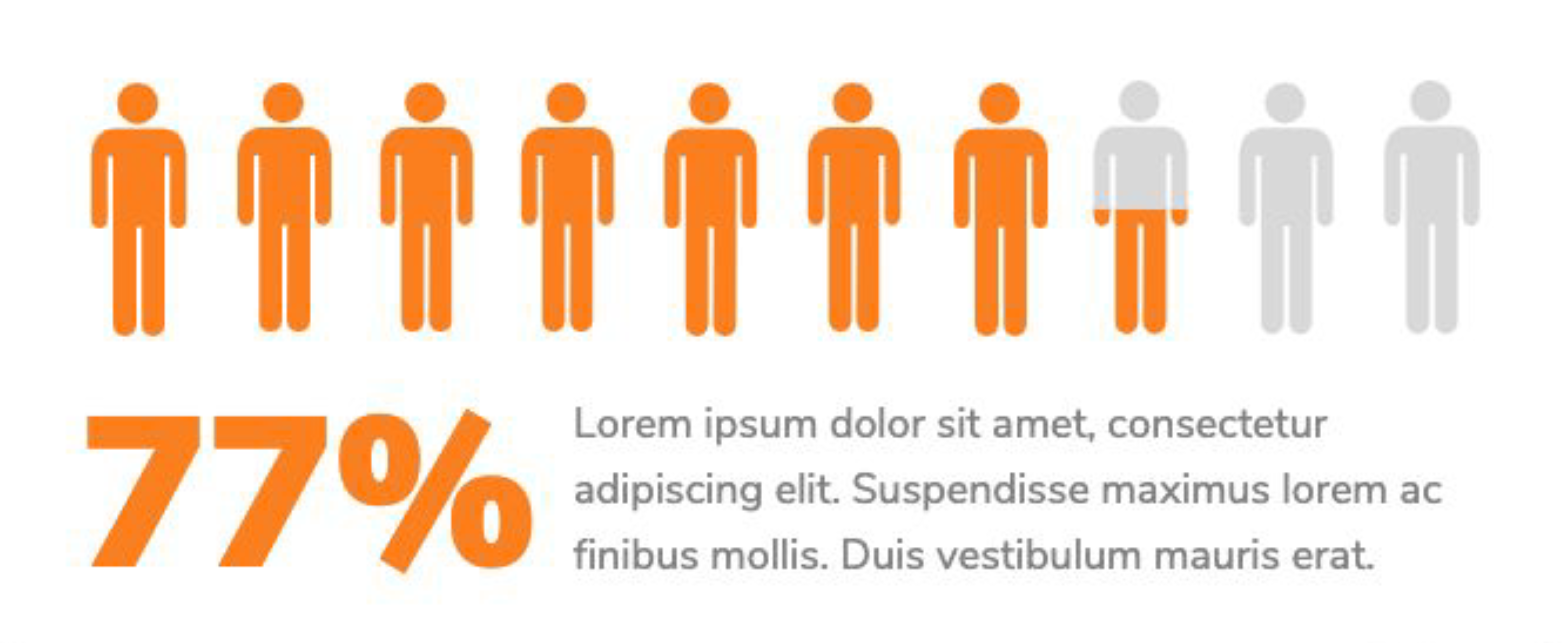 77%
Lorem ipsum dolor sit amet, consectetur
adipiscing elit. Suspendisse maximus lorem ac
finibus mollis. Duis vestibulum mauris erat.